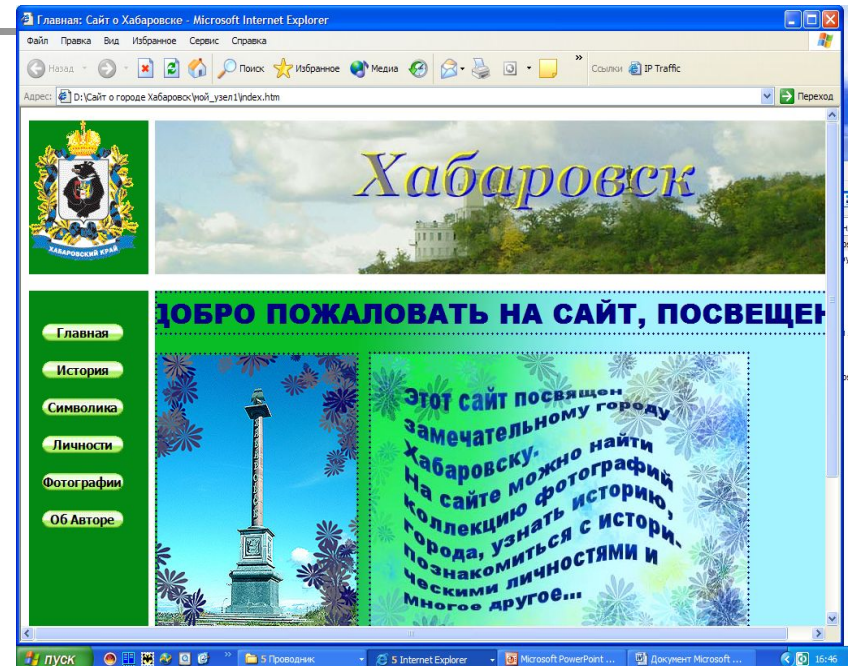 Главная: Сайт о Хабаровске - Microsoft Internet Explorer
Файл Правка Вид Избранное Сервис Справка
Назад Поиск Избранное Медиа » Ссылки IP Traffic
Адрес: D:\Сайт о городе Хабаровск\мой_узел1\index.htm Переход
ХАБАРОВСКИЙ КРАЙ
Хабаровск
ДОБРО ПОЖАЛОВАТЬ НА САЙТ, ПОСВЕЩЕН
Главная
История
Символика
Личности
Фотографии
Об Авторе
Этот сайт посвящен
замечательному городу
Хабаровску.
На сайте можно найти
коллекцию фотографий
города, узнать историю,
познакомиться с истори-
ческими личностями и
многое другое...
пуск » 5 Проводник 5 Internet Explorer Microsoft PowerPoint ... Документ Microsoft ... 16:46